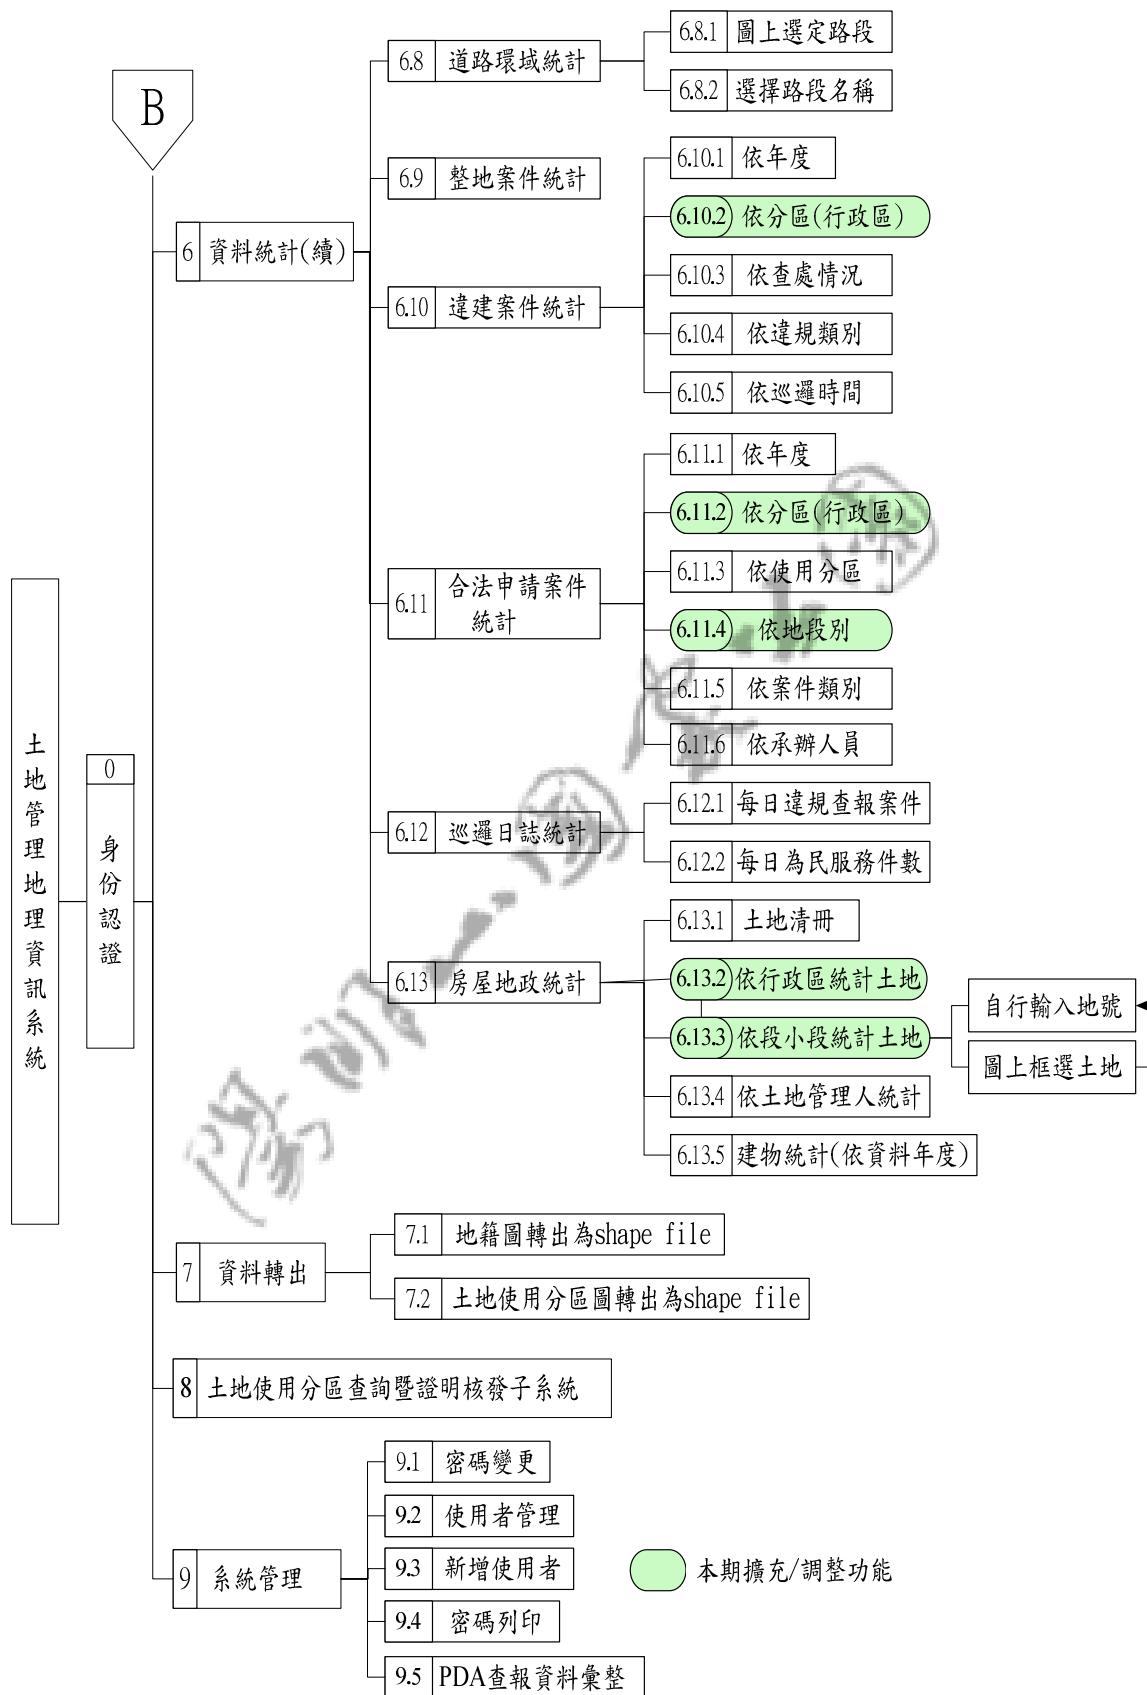 B
土地管理地理資訊系統
0
身份認證
6 資料統計(續)
6.8 道路環域統計
6.8.1 圖上選定路段
6.8.2 選擇路段名稱
6.9 整地案件統計
6.10 違建案件統計
6.10.1 依年度
6.10.2 依分區(行政區)
6.10.3 依查處情況
6.10.4 依違規類別
6.10.5 依巡邏時間
6.11 合法申請案件
統計
6.11.1 依年度
6.11.2 依分區(行政區)
6.11.3 依使用分區
6.11.4 依地段別
6.11.5 依案件類別
6.11.6 依承辦人員
6.12 巡邏日誌統計
6.12.1 每日違規查報案件
6.12.2 每日為民服務件數
6.13 房屋地政統計
6.13.1 土地清冊
6.13.2 依行政區統計土地
6.13.3 依段小段統計土地
自行輸入地號
圖上框選土地
6.13.4 依土地管理人統計
6.13.5 建物統計(依資料年度)
7 資料轉出
7.1 地籍圖轉出為shape file
7.2 土地使用分區圖轉出為shape file
8 土地使用分區查詢暨證明核發子系統
9 系統管理
9.1 密碼變更
9.2 使用者管理
9.3 新增使用者
9.4 密碼列印
9.5 PDA查報資料彙整
本期擴充/調整功能